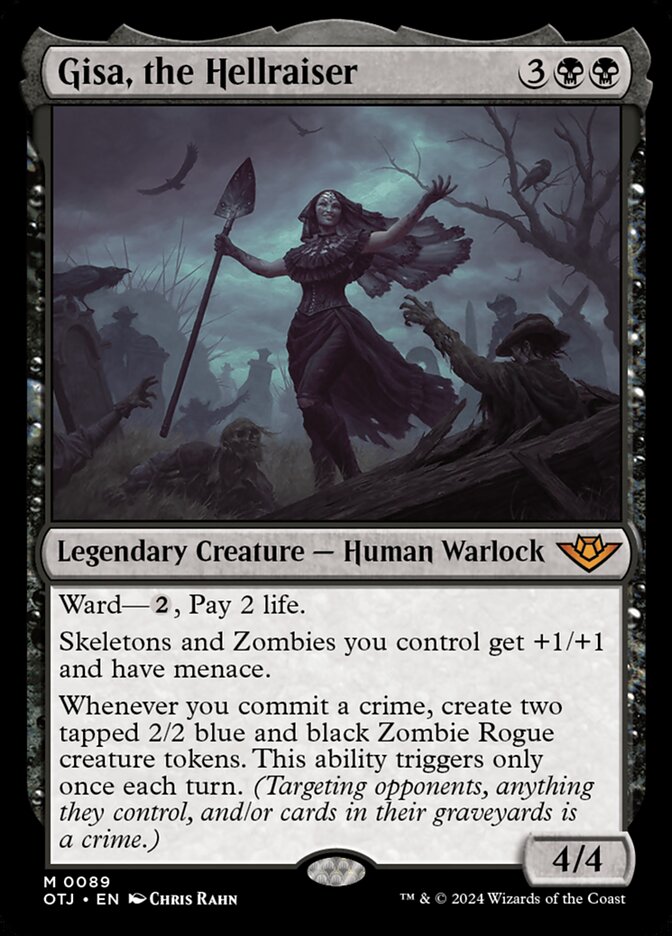 Gisa, the Hellraiser 3
Legendary Creature — Human Warlock
Ward—2, Pay 2 life.
Skeletons and Zombies you control get +1/+1
and have menace.
Whenever you commit a crime, create two
tapped 2/2 blue and black Zombie Rogue
creature tokens. This ability triggers only
once each turn. (Targeting opponents, anything
they control, and/or cards in their graveyards is
a crime.)
4/4
M 0089
OTJ • EN Chris Rahn
™ & © 2024 Wizards of the Coast